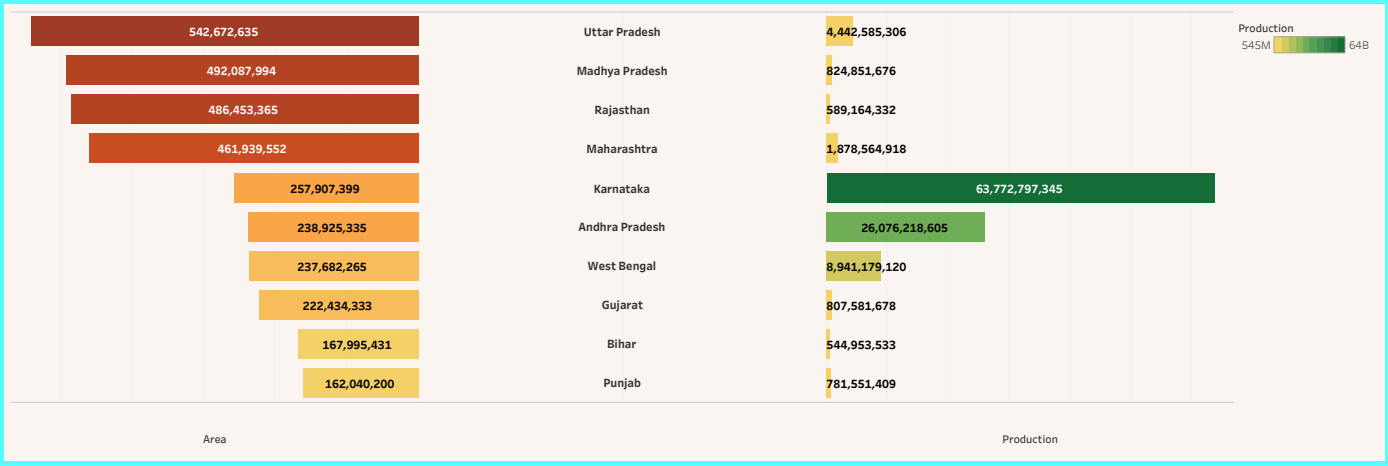 542,672,635 Uttar Pradesh 4,442,585,306
Production
545M 64B
492,087,994 Madhya Pradesh 824,851,676
486,453,365 Rajasthan 589,164,332
461,939,552 Maharashtra 1,878,564,918
257,907,399 Karnataka 63,772,797,345
238,925,335 Andhra Pradesh 26,076,218,605
237,682,265 West Bengal 8,941,179,120
222,434,333 Gujarat 807,581,678
167,995,431 Bihar 544,953,533
162,040,200 Punjab 781,551,409
Area Production